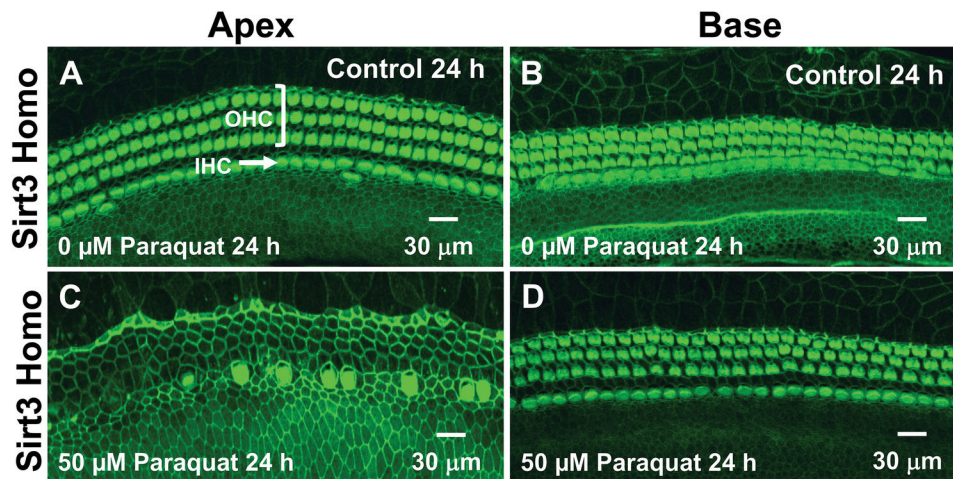 Apex
Base
Sirt3 Homo
A
Control 24 h
OHC
IHC
0 µM Paraquat 24 h
30 µm
B
Control 24 h
0 µM Paraquat 24 h
30 µm
Sirt3 Homo
C
50 µM Paraquat 24 h
30 µm
D
50 µM Paraquat 24 h
30 µm